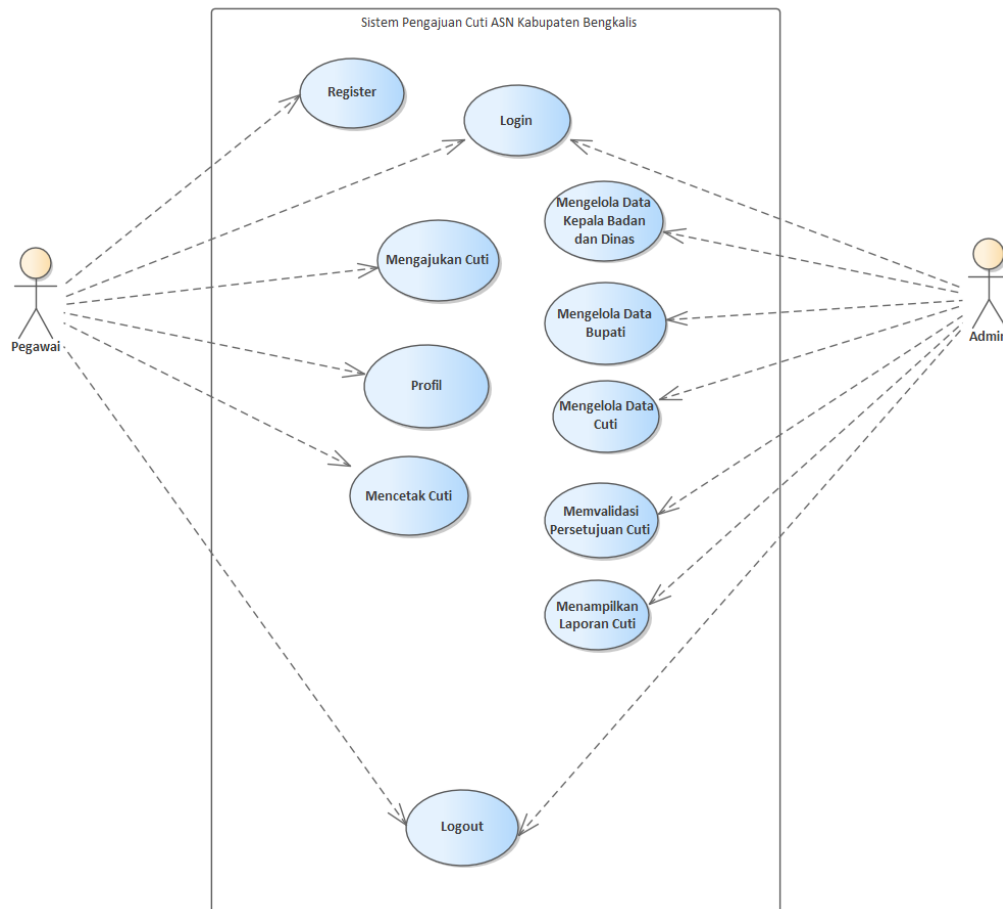 Sistem Pengajuan Cuti ASN Kabupaten Bengkalis
Register
Login
Mengelola Data
Kepala Badan
dan Dinas
Mengajukan Cuti
Mengelola Data
Bupati
Pegawai
Admin
Profil
Mengelola Data
Cuti
Mencetak Cuti
Memvalidasi
Persetujuan Cuti
Menampilkan
Laporan Cuti
Logout